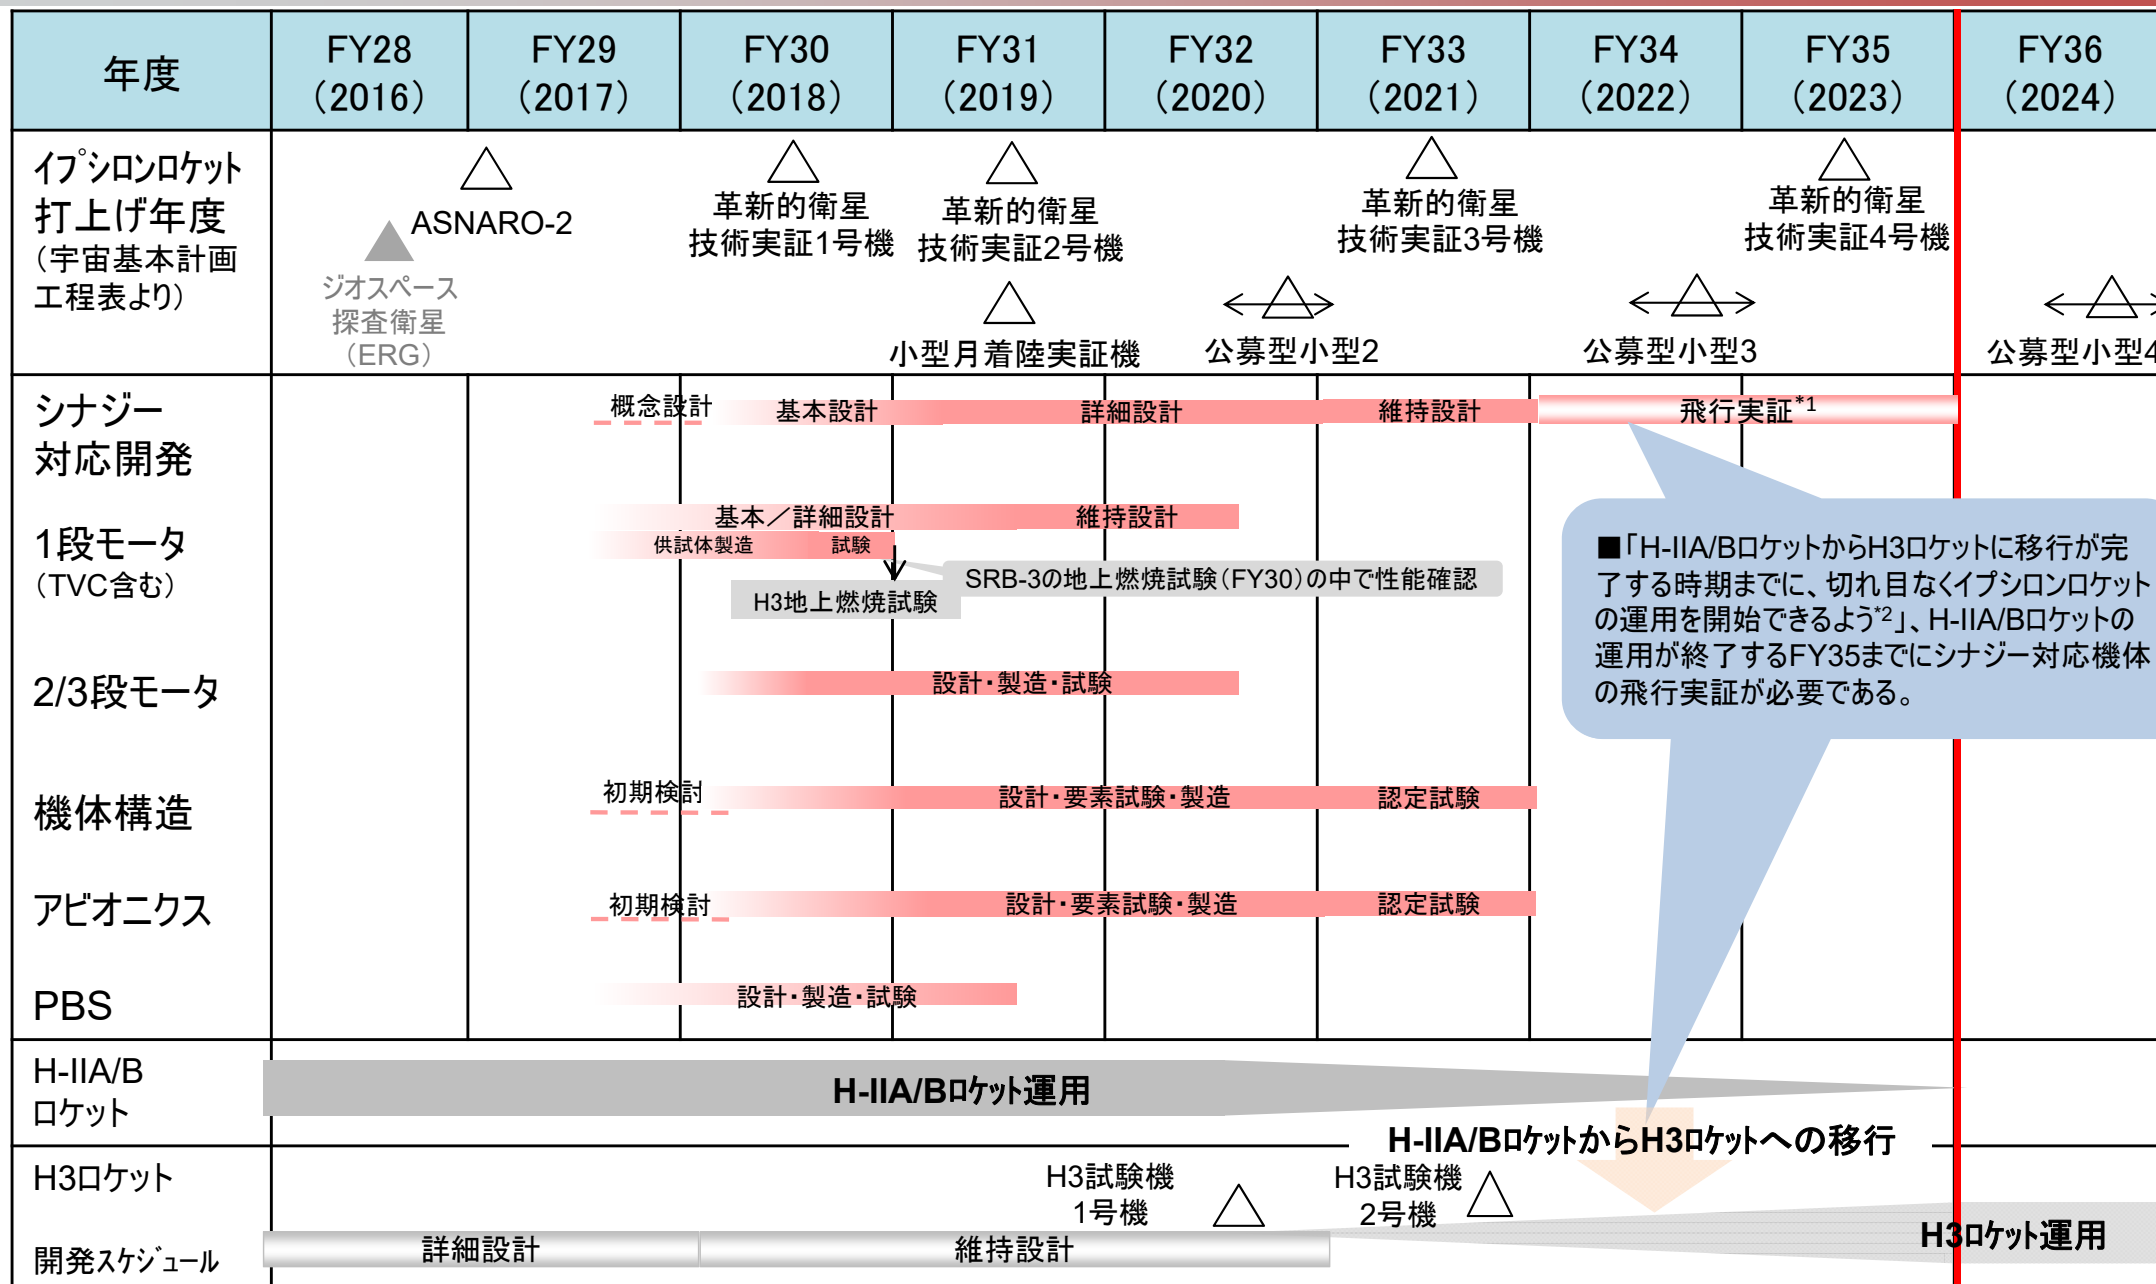 年度
FY28
（2016）
FY29
（2017）
FY30
（2018）
FY31
（2019）
FY32
（2020）
FY33
（2021）
FY34
（2022）
FY35
（2023）
FY36
（2024）
イプシロンロケット
打上げ年度
（宇宙基本計画
工程表より）
ASNARO-2
ジオスペース
探査衛星
（ERG）
革新的衛星
技術実証1号機
革新的衛星
技術実証2号機
小型月着陸実証機
公募型小型2
革新的衛星
技術実証3号機
公募型小型3
革新的衛星
技術実証4号機
公募型小型4
シナジー
対応開発
概念設計
基本設計
詳細設計
維持設計
飛行実証*1
1段モータ
（TVC含む）
基本／詳細設計
維持設計
供試体製造
試験
SRB-3の地上燃焼試験（FY30）の中で性能確認
H3地上燃焼試験
■「H-IIA/BロケットからH3ロケットに移行が完
了する時期までに、切れ目なくイプシロンロケット
の運用を開始できるよう*2」、H-IIA/Bロケットの
運用が終了するFY35までにシナジー対応機体
の飛行実証が必要である。
2/3段モータ
設計・製造・試験
機体構造
初期検討
設計・要素試験・製造
認定試験
アビオニクス
初期検討
設計・要素試験・製造
認定試験
PBS
設計・製造・試験
H-IIA/B
ロケット
H-IIA/Bロケット運用
H-IIA/BロケットからH3ロケットへの移行
H3ロケット
H3試験機
1号機
H3試験機
2号機
H3ロケット運用
開発スケジュール
詳細設計
維持設計